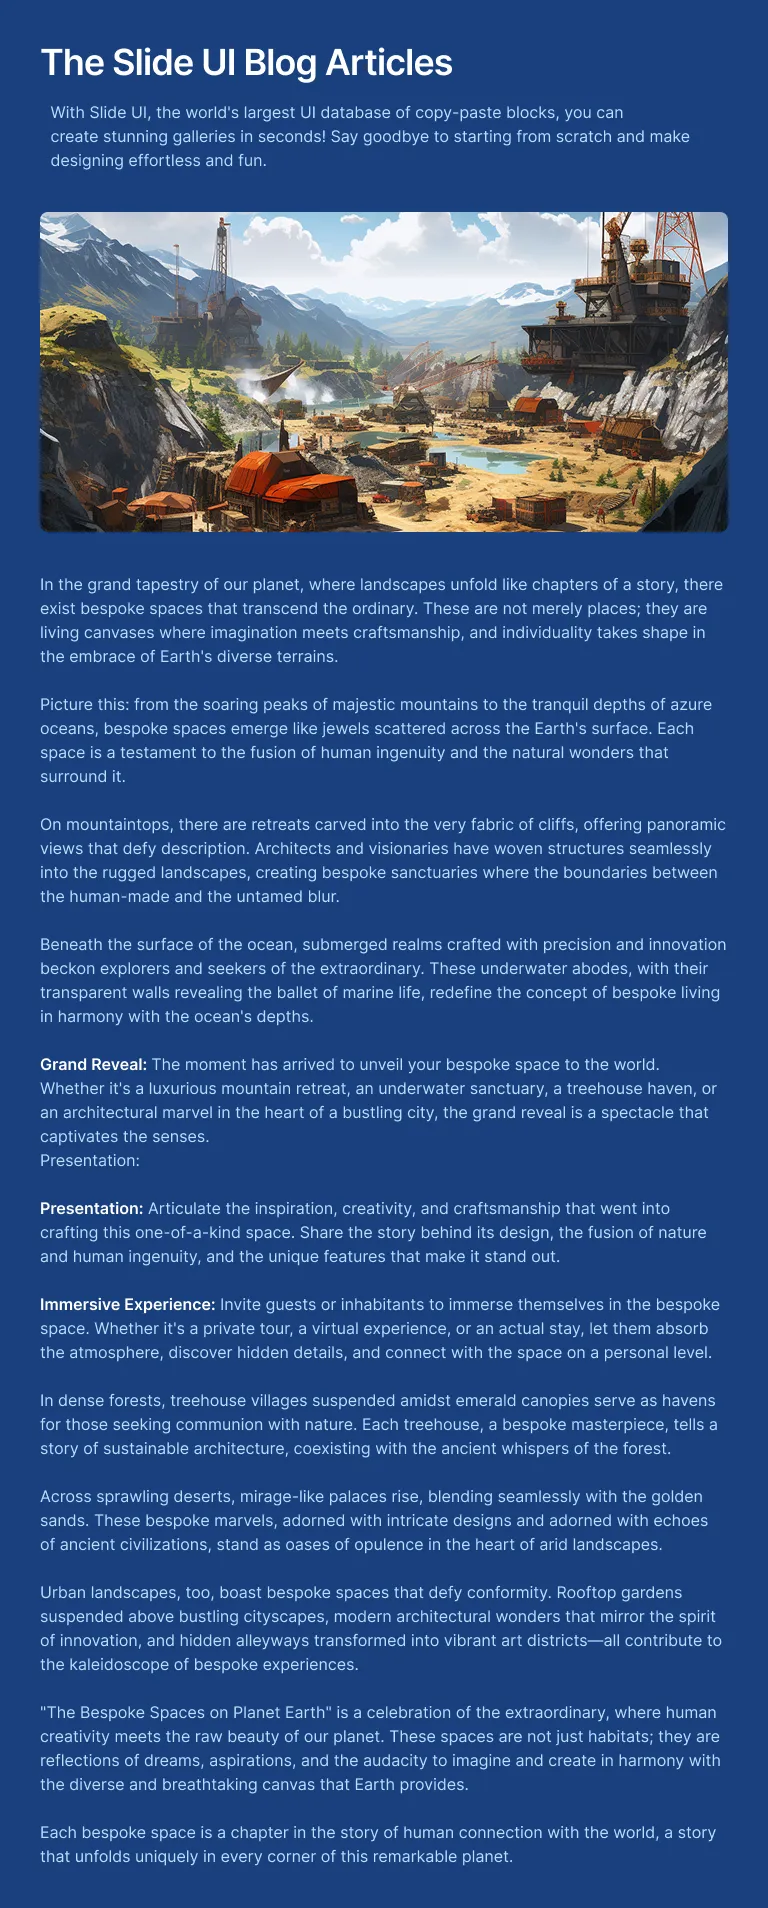 The Slide UI Blog Articles
With Slide UI, the world's largest UI database of copy-paste blocks, you can
create stunning galleries in seconds! Say goodbye to starting from scratch and make
designing effortless and fun.
In the grand tapestry of our planet, where landscapes unfold like chapters of a story, there
exist bespoke spaces that transcend the ordinary. These are not merely places; they are
living canvases where imagination meets craftsmanship, and individuality takes shape in
the embrace of Earth's diverse terrains.
Picture this: from the soaring peaks of majestic mountains to the tranquil depths of azure
oceans, bespoke spaces emerge like jewels scattered across the Earth's surface. Each
space is a testament to the fusion of human ingenuity and the natural wonders that
surround it.
On mountaintops, there are retreats carved into the very fabric of cliffs, offering panoramic
views that defy description. Architects and visionaries have woven structures seamlessly
into the rugged landscapes, creating bespoke sanctuaries where the boundaries between
the human-made and the untamed blur.
Beneath the surface of the ocean, submerged realms crafted with precision and innovation
beckon explorers and seekers of the extraordinary. These underwater abodes, with their
transparent walls revealing the ballet of marine life, redefine the concept of bespoke living
in harmony with the ocean's depths.
Grand Reveal: The moment has arrived to unveil your bespoke space to the world.
Whether it's a luxurious mountain retreat, an underwater sanctuary, a treehouse haven, or
an architectural marvel in the heart of a bustling city, the grand reveal is a spectacle that
captivates the senses.
Presentation:
Presentation: Articulate the inspiration, creativity, and craftsmanship that went into
crafting this one-of-a-kind space. Share the story behind its design, the fusion of nature
and human ingenuity, and the unique features that make it stand out.
Immersive Experience: Invite guests or inhabitants to immerse themselves in the bespoke
space. Whether it's a private tour, a virtual experience, or an actual stay, let them absorb
the atmosphere, discover hidden details, and connect with the space on a personal level.
In dense forests, treehouse villages suspended amidst emerald canopies serve as havens
for those seeking communion with nature. Each treehouse, a bespoke masterpiece, tells a
story of sustainable architecture, coexisting with the ancient whispers of the forest.
Across sprawling deserts, mirage-like palaces rise, blending seamlessly with the golden
sands. These bespoke marvels, adorned with intricate designs and adorned with echoes
of ancient civilizations, stand as oases of opulence in the heart of arid landscapes.
Urban landscapes, too, boast bespoke spaces that defy conformity. Rooftop gardens
suspended above bustling cityscapes, modern architectural wonders that mirror the spirit
of innovation, and hidden alleyways transformed into vibrant art districts—all contribute to
the kaleidoscope of bespoke experiences.
"The Bespoke Spaces on Planet Earth" is a celebration of the extraordinary, where human
creativity meets the raw beauty of our planet. These spaces are not just habitats; they are
reflections of dreams, aspirations, and the audacity to imagine and create in harmony with
the diverse and breathtaking canvas that Earth provides.
Each bespoke space is a chapter in the story of human connection with the world, a story
that unfolds uniquely in every corner of this remarkable planet.